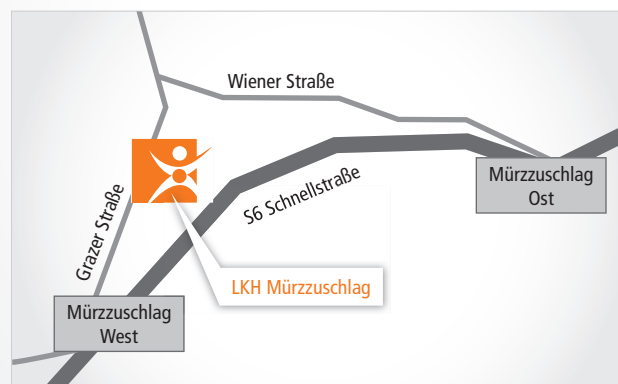 Wiener Straße
Mürzzuschlag
Ost
S6 Schnellstraße
Grazer Straße
LKH Mürzzuschlag
Mürzzuschlag
West